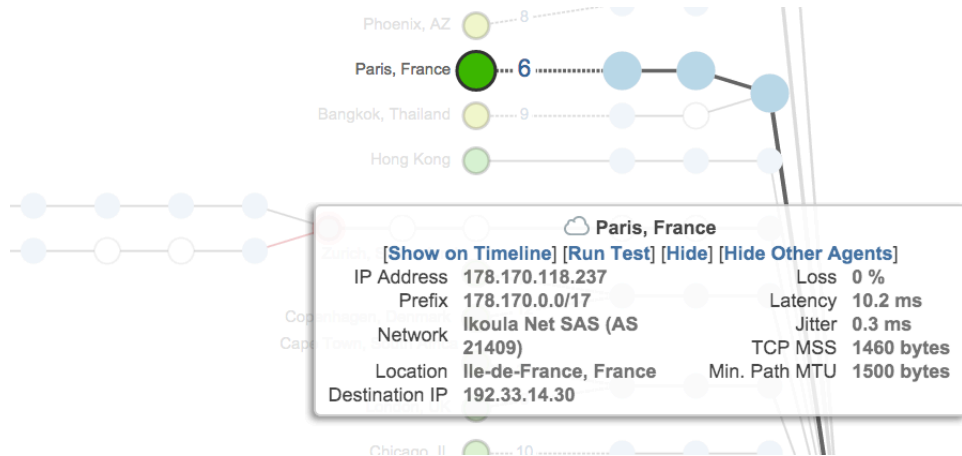 Phoenix, AZ 8
Paris, France 6
Bangkok, Thailand 9
Hong Kong
Paris, France
[Show on Timeline] [Run Test] [Hide] [Hide Other Agents]
IP Address 178.170.118.237 Loss 0 %
Prefix 178.170.0.0/17 Latency 10.2 ms
Network Ikoula Net SAS (AS 21409) Jitter 0.3 ms
TCP MSS 1460 bytes
Location Ile-de-France, France Min. Path MTU 1500 bytes
Destination IP 192.33.14.30
Chicago, IL 10